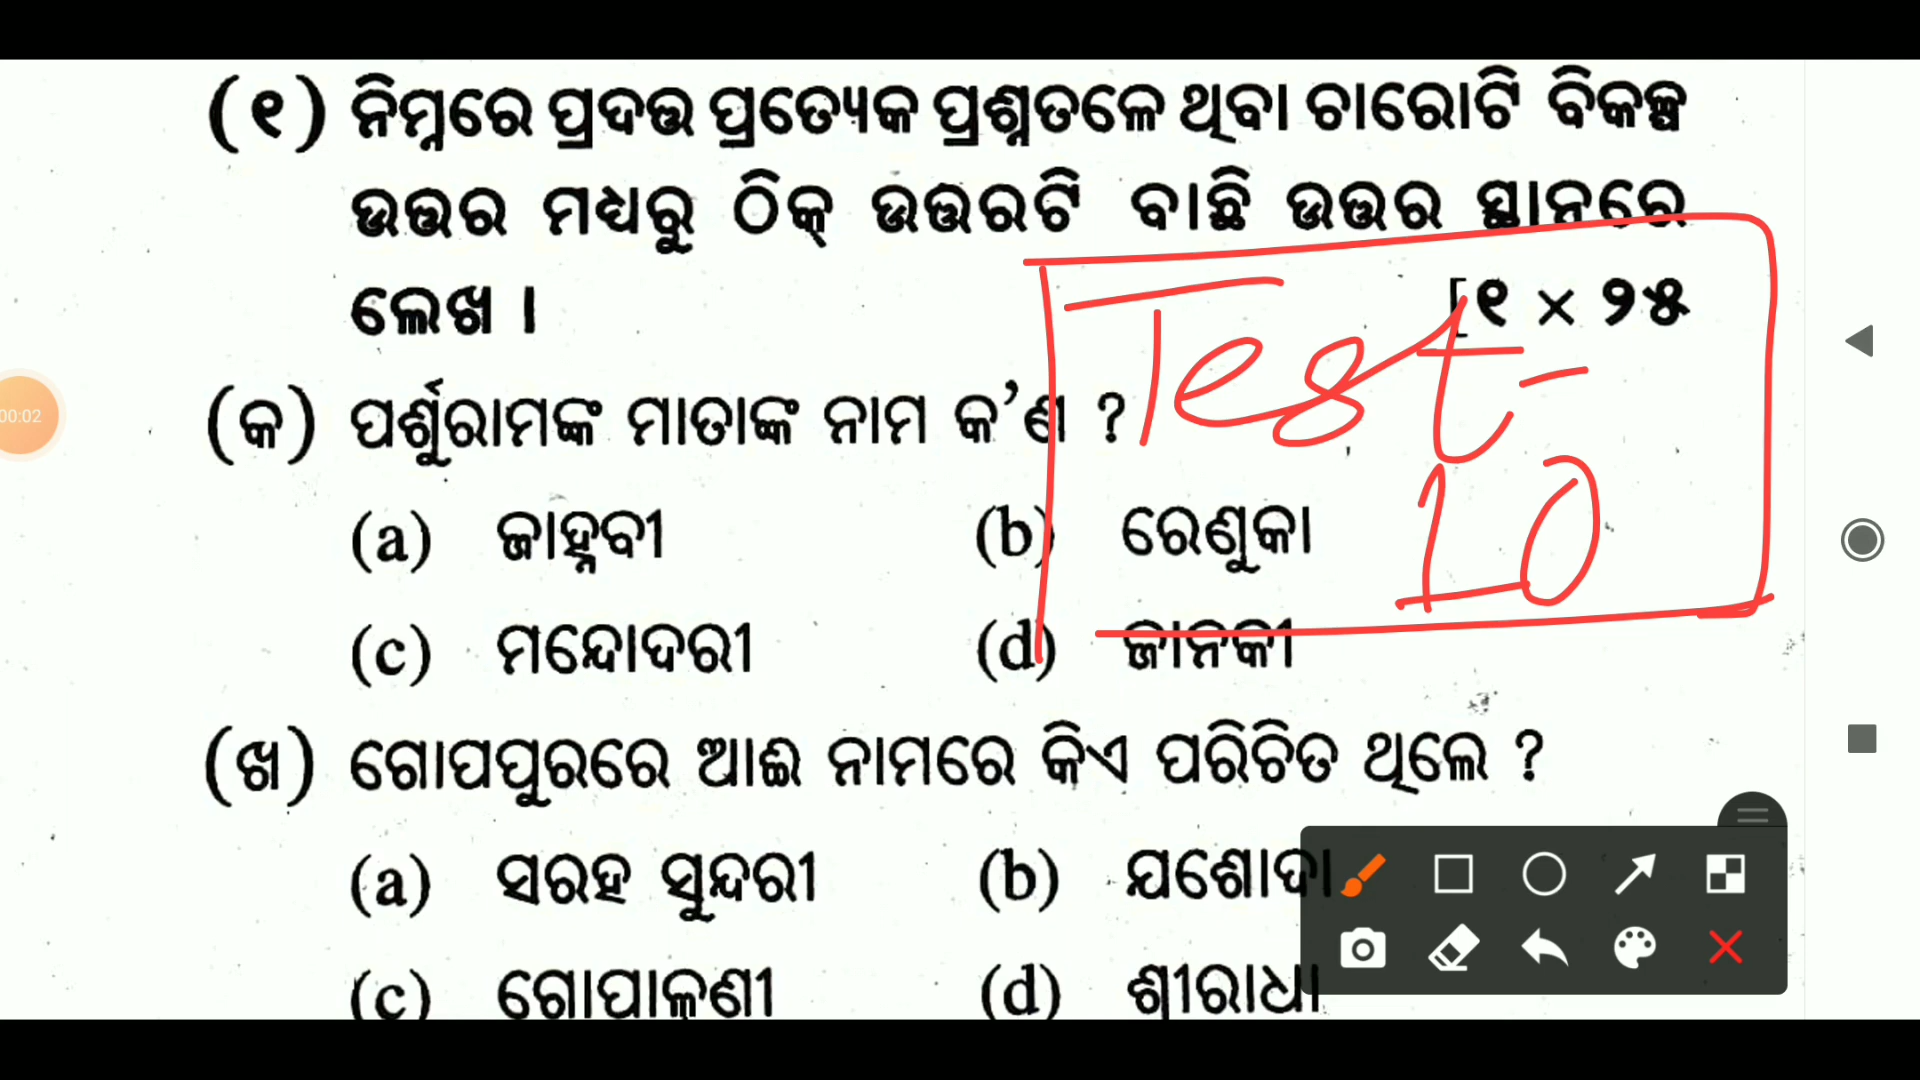 (୧) ନିମ୍ନରେ ପ୍ରଦତ୍ତ ପ୍ରତ୍ୟେକ ପ୍ରଶ୍ନତଳେ ଥିବା ଚାରୋଟି ବିକଳ୍ପ
ଉତ୍ତର ମଧ୍ୟରୁ ଠିକ୍ ଉତ୍ତରଟି ବାଛି ଉତ୍ତର ସ୍ଥାନରେ
ଲେଖ । [୧ × ୨୫
Test-
10
00:02
(କ) ପର୍ଶୁରାମଙ୍କ ମାତାଙ୍କ ନାମ କ'ଣ ?
(a) ଜାହ୍ନବୀ (b) ରେଣୁକା
(c) ମନ୍ଦୋଦରୀ (d) ଜାନକୀ
(ଖ) ଗୋପପୁରରେ ଆଈ ନାମରେ କିଏ ପରିଚିତ ଥିଲେ ?
(a) ସରହ ସୁନ୍ଦରୀ (b) ଯଶୋଦା
(c) ଗୋପାଳୁଣୀ (d) ଶ୍ରୀରାଧା